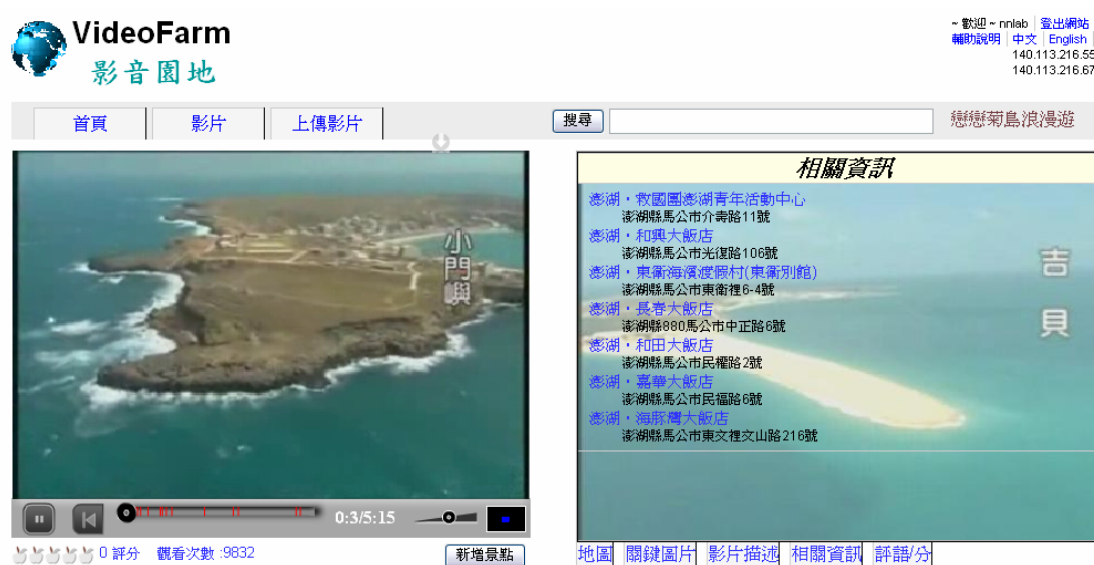 VideoFarm
影音園地
~ 歡迎 ~ nnlab 登出網站
輔助說明 中文 English
140.113.216.55
140.113.216.67
首頁 影片 上傳影片 搜尋 戀戀菊島浪漫遊
小門嶼
0:3/5:15
0 評分 觀看次數 :9832 新增景點
相關資訊
澎湖・救國團澎湖青年活動中心
澎湖縣馬公市介壽路11號
澎湖・和興大飯店
澎湖縣馬公市光復路106號
澎湖・東衛海濱渡假村(東衛別館)
澎湖縣馬公市東衛裡6-4號
澎湖・長春大飯店
澎湖縣880馬公市中正路6號
澎湖・和田大飯店
澎湖縣馬公市民權路2號
澎湖・嘉華大飯店
澎湖縣馬公市民福路6號
澎湖・海豚灣大飯店
澎湖縣馬公市東文裡文山路216號
吉貝
地圖 關鍵圖片 影片描述 相關資訊 評語/分